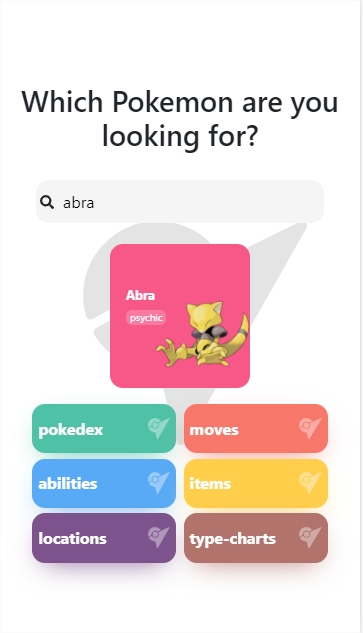 Which Pokemon are you
looking for?
abra
Abra
psychic
pokedex
moves
abilities
items
locations
type-charts